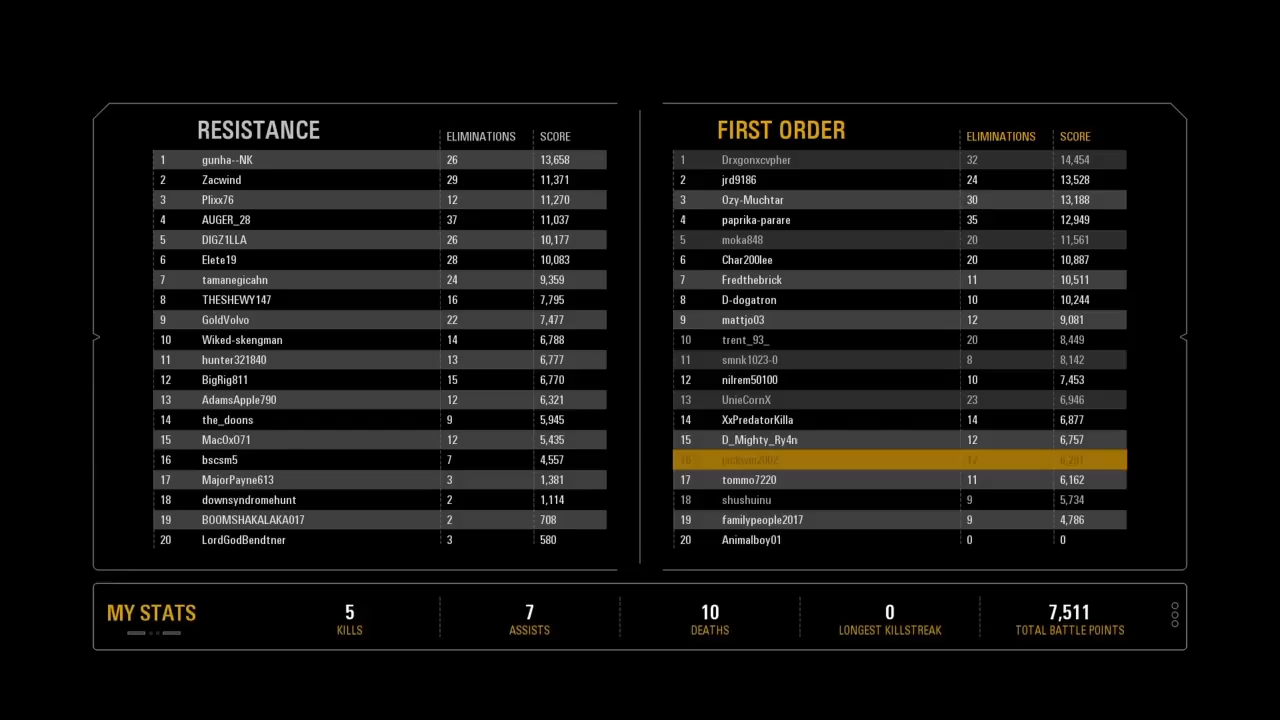 RESISTANCE ELIMINATIONS SCORE
1 gunha--NK 26 13,658
2 Zacwind 29 11,371
3 Plixx76 12 11,270
4 AUGER_28 37 11,037
5 DIGZ1LLA 26 10,177
6 Elete19 28 10,083
7 tamanegicahn 24 9,359
8 THESHEWY147 16 7,795
9 GoldVolvo 22 7,477
10 Wiked-skengman 14 6,788
11 hunter321840 13 6,777
12 BigRig811 15 6,770
13 AdamsApple790 12 6,321
14 the_doons 9 5,945
15 MacOxO71 12 5,435
16 bscsm5 7 4,557
17 MajorPayne613 3 1,381
18 downsyndromehunt 2 1,114
19 BOOMSHAKALAKA017 2 708
20 LordGodBendtner 3 580
FIRST ORDER ELIMINATIONS SCORE
1 Drxgonxcvpher 32 14,454
2 jrd9186 24 13,528
3 Ozy-Muchtar 30 13,188
4 paprika-parare 35 12,949
5 moka848 20 11,561
6 Char200lee 20 10,887
7 Fredthebrick 11 10,511
8 D-dogatron 10 10,244
9 mattjo03 12 9,081
10 trent_93_ 20 8,449
11 smnk1023-0 8 8,142
12 nilrem50100 10 7,453
13 UnieCornX 23 6,946
14 XxPredatorKilla 14 6,877
15 D_Mighty_Ry4n 12 6,757
16 12
17 tommo7220 11 6,162
18 shushuinu 9 5,734
19 familypeople2017 9 4,786
20 Animalboy01 0 0
MY STATS
5 KILLS
7 ASSISTS
10 DEATHS
0 LONGEST KILLSTREAK
7,511 TOTAL BATTLE POINTS